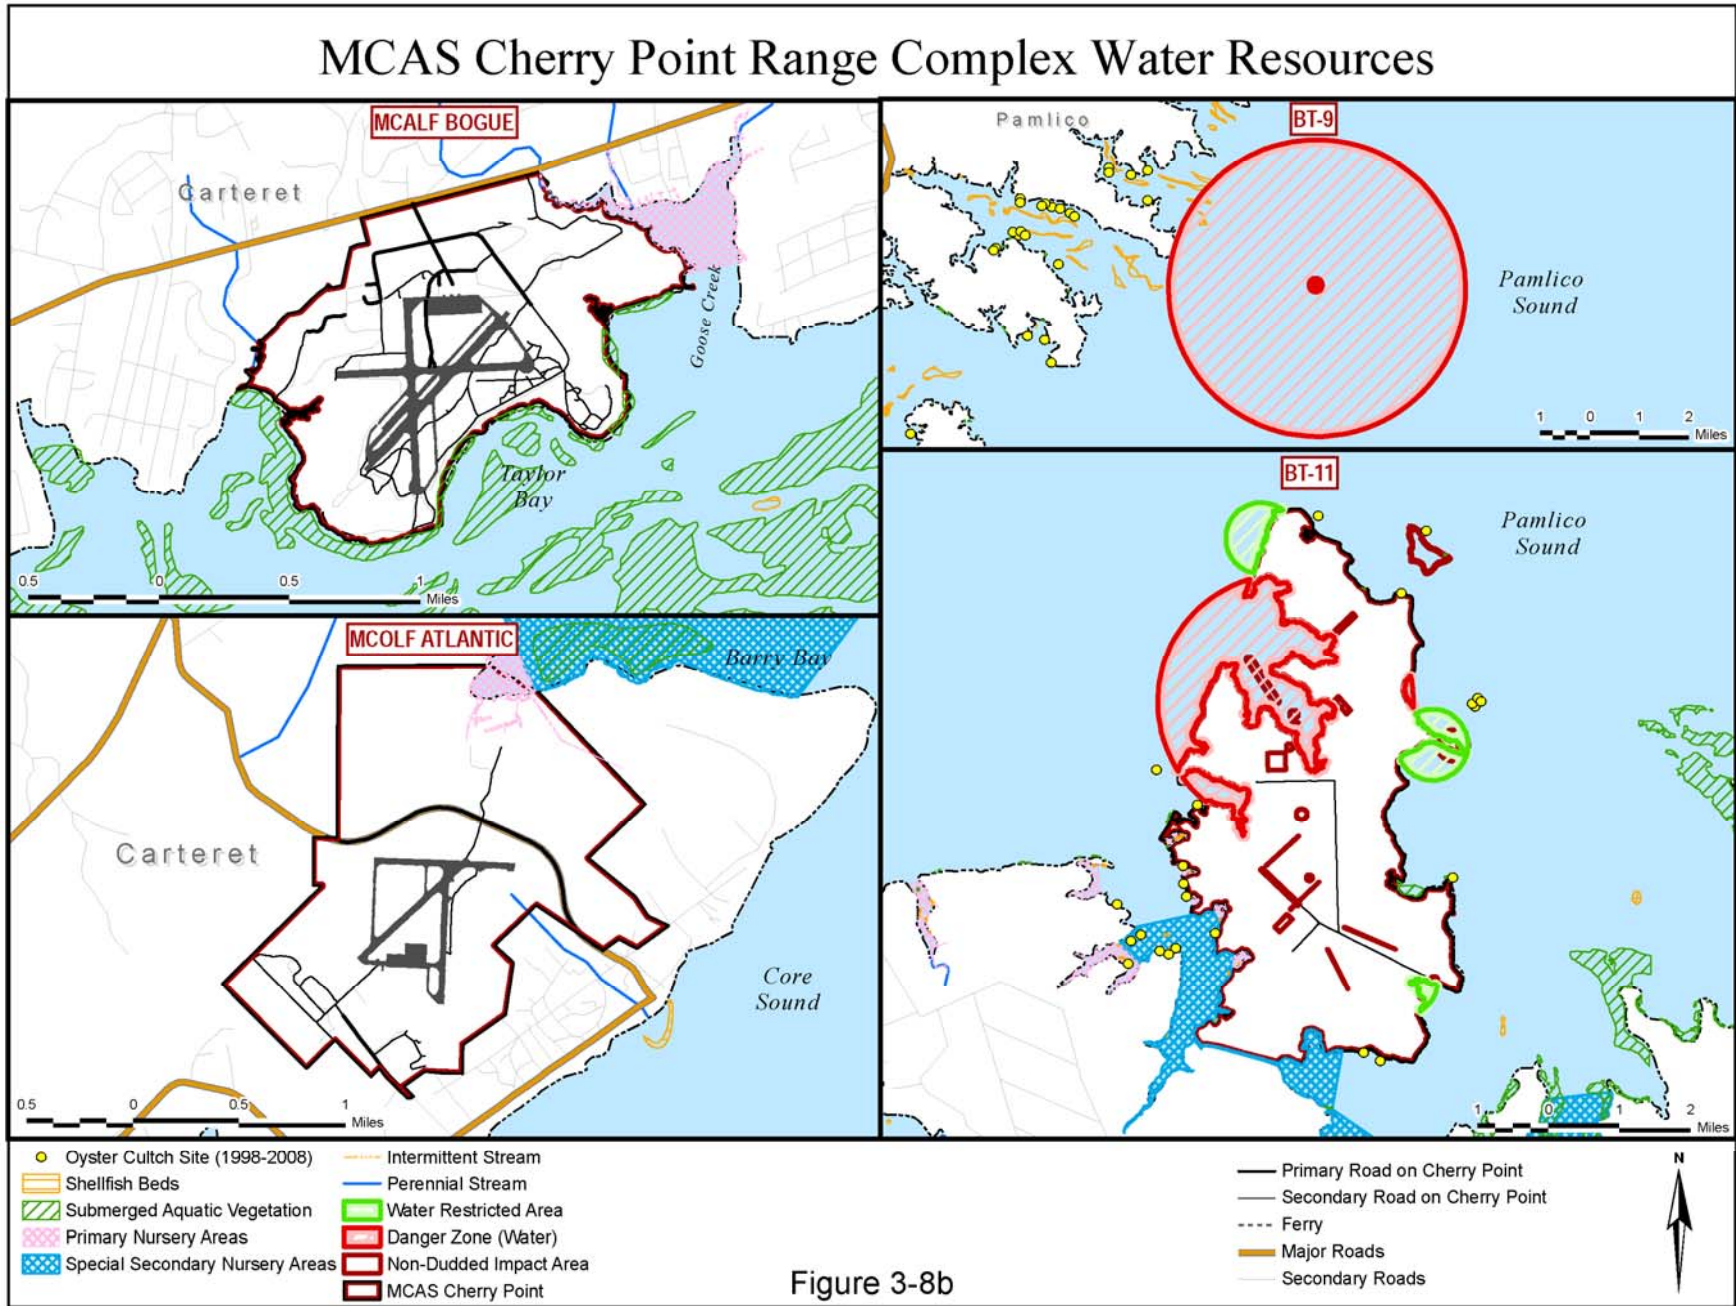 MCAS Cherry Point Range Complex Water Resources
MCALF BOGUE
Carteret
Goose Creek
Taylor
Bay
0.5 0 0.5 1
Miles
BT-9
Pamlico
Pamlico
Sound
1 0 1 2
Miles
MCOLF ATLANTIC
Barry Bay
Carteret
Core
Sound
0.5 0 0.5 1
Miles
BT-11
Pamlico
Sound
1 0 1 2
Miles
Oyster Cultch Site (1998-2008)
Shellfish Beds
Submerged Aquatic Vegetation
Primary Nursery Areas
Special Secondary Nursery Areas
Intermittent Stream
Perennial Stream
Water Restricted Area
Danger Zone (Water)
Non-Dudded Impact Area
MCAS Cherry Point
Primary Road on Cherry Point
Secondary Road on Cherry Point
Ferry
Major Roads
Secondary Roads
N
Figure 3-8b